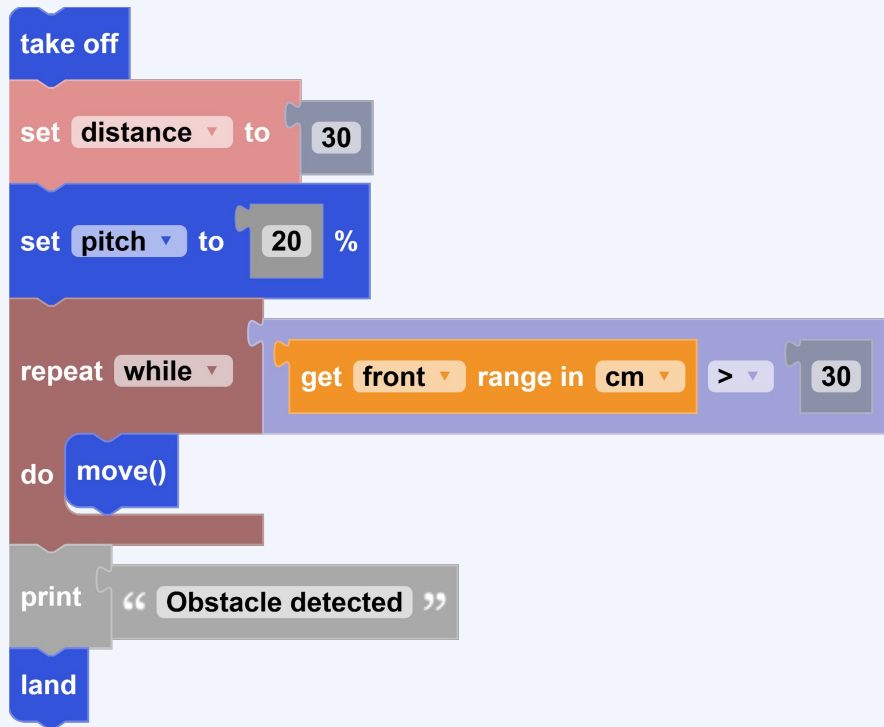 take off
set distance to 30
set pitch to 20 %
repeat while get front range in cm > 30
do move()
print “ Obstacle detected ”
land